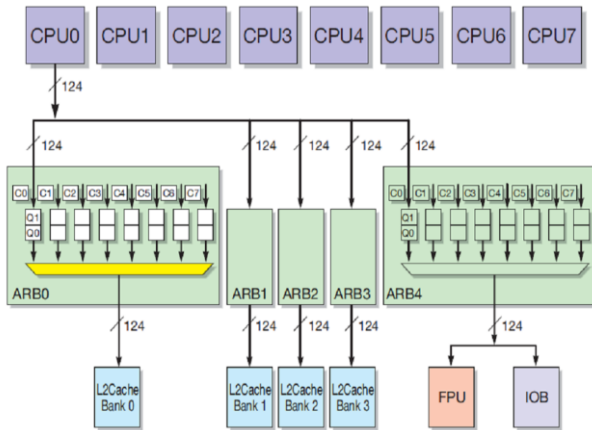 CPU0 CPU1 CPU2 CPU3 CPU4 CPU5 CPU6 CPU7
124
124 124 124 124 124
C0 C1 C2 C3 C4 C5 C6 C7
C0 C1 C2 C3 C4 C5 C6 C7
Q1
Q0
Q1
Q0
ARB0 ARB1 ARB2 ARB3 ARB4
124 124 124 124 124
L2Cache
Bank 0
L2Cache
Bank 1
L2Cache
Bank 2
L2Cache
Bank 3
FPU IOB